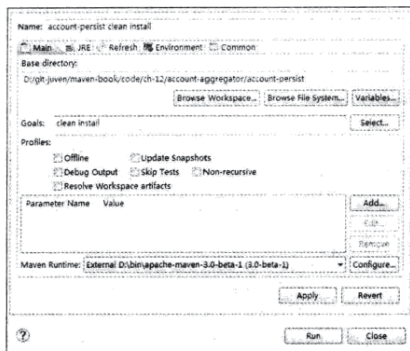 Name: account-persist clean install
Main JRE Refresh Environment Common
Base directory:
D:/git-juven/maven-book/code/ch-12/account-aggregator/account-persist
Browse Workspace... Browse File System... Variables...
Goals: clean install Select...
Profiles:
Offline Update Snapshots
Debug Output Skip Tests Non-recursive
Resolve Workspace artifacts
Parameter Name Value Add...
Edit...
Remove
Maven Runtime: External D:\bin\apache-maven-3.0-beta-1 (3.0-beta-1) Configure...
Apply Revert
? Run Close